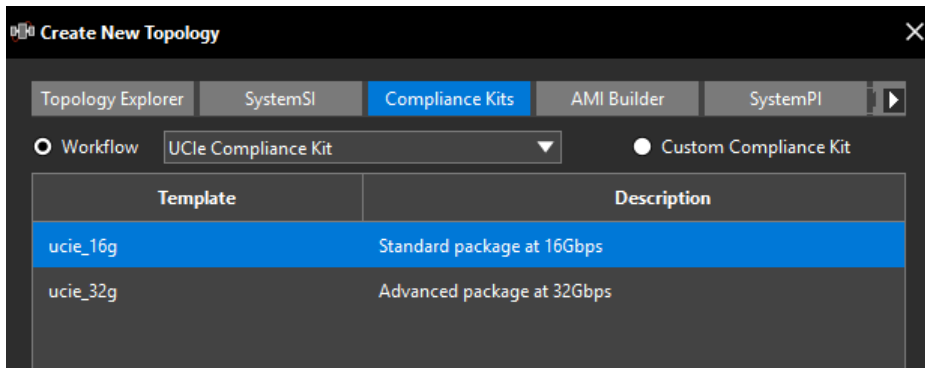 Create New Topology
Topology Explorer SystemSI Compliance Kits AMI Builder SystemPI
Workflow UCIe Compliance Kit Custom Compliance Kit
Template Description
ucie_16g Standard package at 16Gbps
ucie_32g Advanced package at 32Gbps